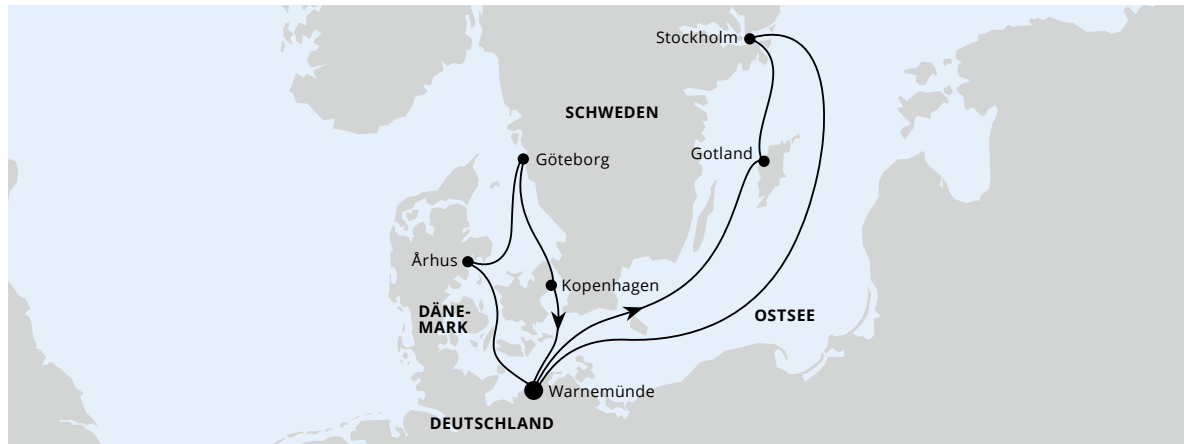 Stockholm
SCHWEDEN
Gotland
Göteborg
Århus
Kopenhagen
DÄNE-
MARK
OSTSEE
Warnemünde
DEUTSCHLAND